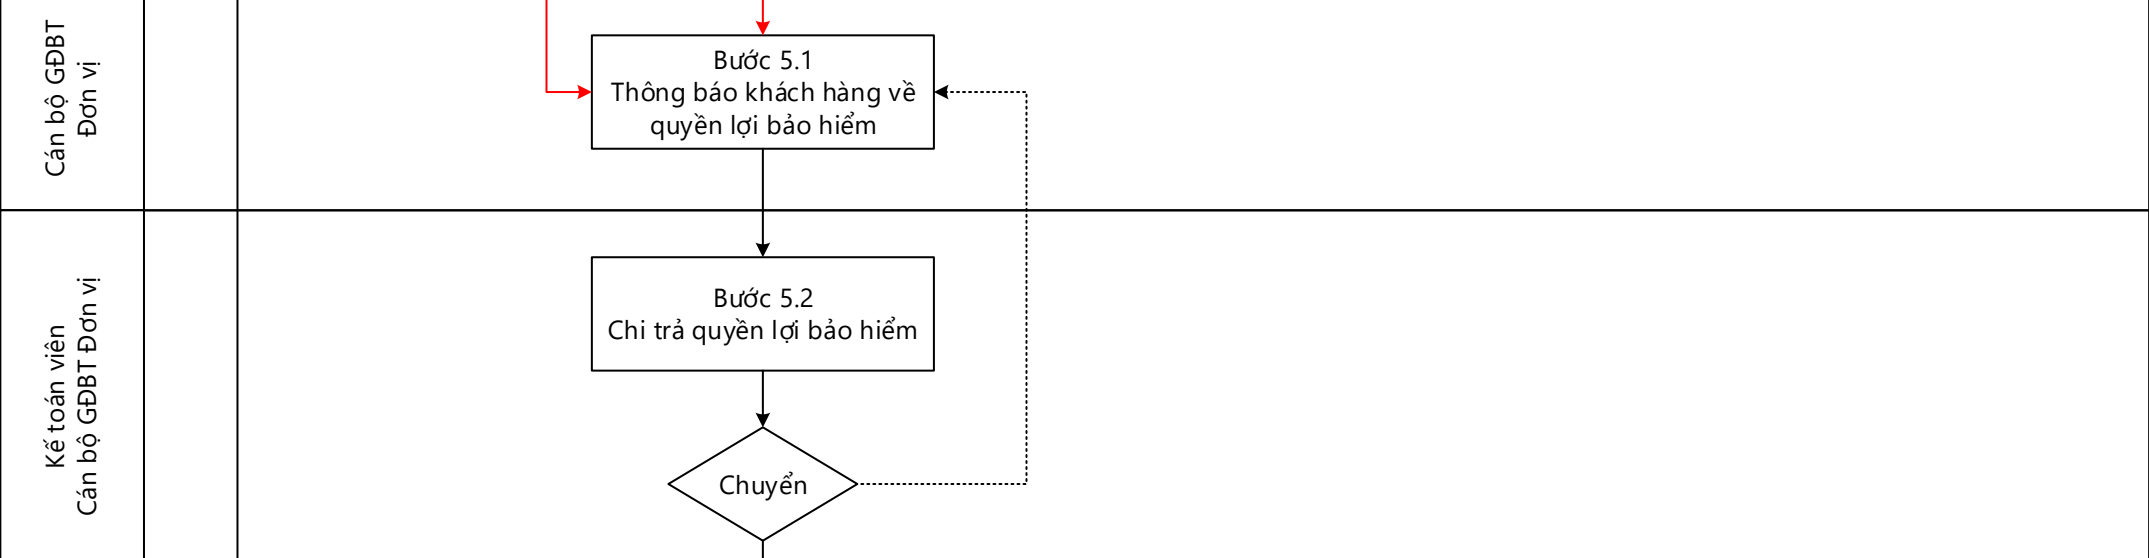 Cán bộ GĐBT
Đơn vị
Bước 5.1
Thông báo khách hàng về
quyền lợi bảo hiểm
Kế toán viên
Cán bộ GĐBT Đơn vị
Bước 5.2
Chi trả quyền lợi bảo hiểm
Chuyển